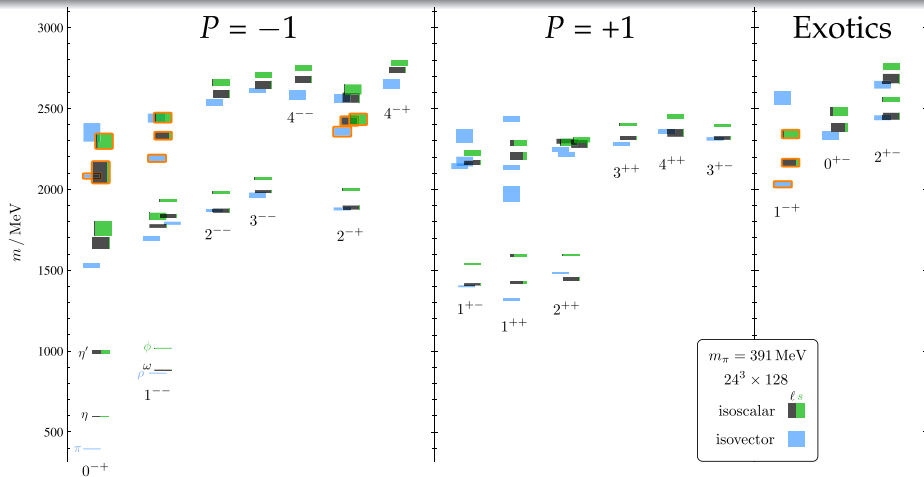 P = −1
P = +1
Exotics
3000
2500
2000
1500
1000
500
m / MeV
4⁻⁻
4⁻⁺
2⁻⁻
3⁻⁻
2⁻⁺
η′
η
π
0⁻⁺
ϕ
ω
ρ
1⁻⁻
1⁺⁻
1⁺⁺
2⁺⁺
3⁺⁺
4⁺⁺
3⁺⁻
1⁻⁺
0⁺⁻
2⁺⁻
mπ = 391 MeV
24³ × 128
ℓ s
isoscalar
isovector